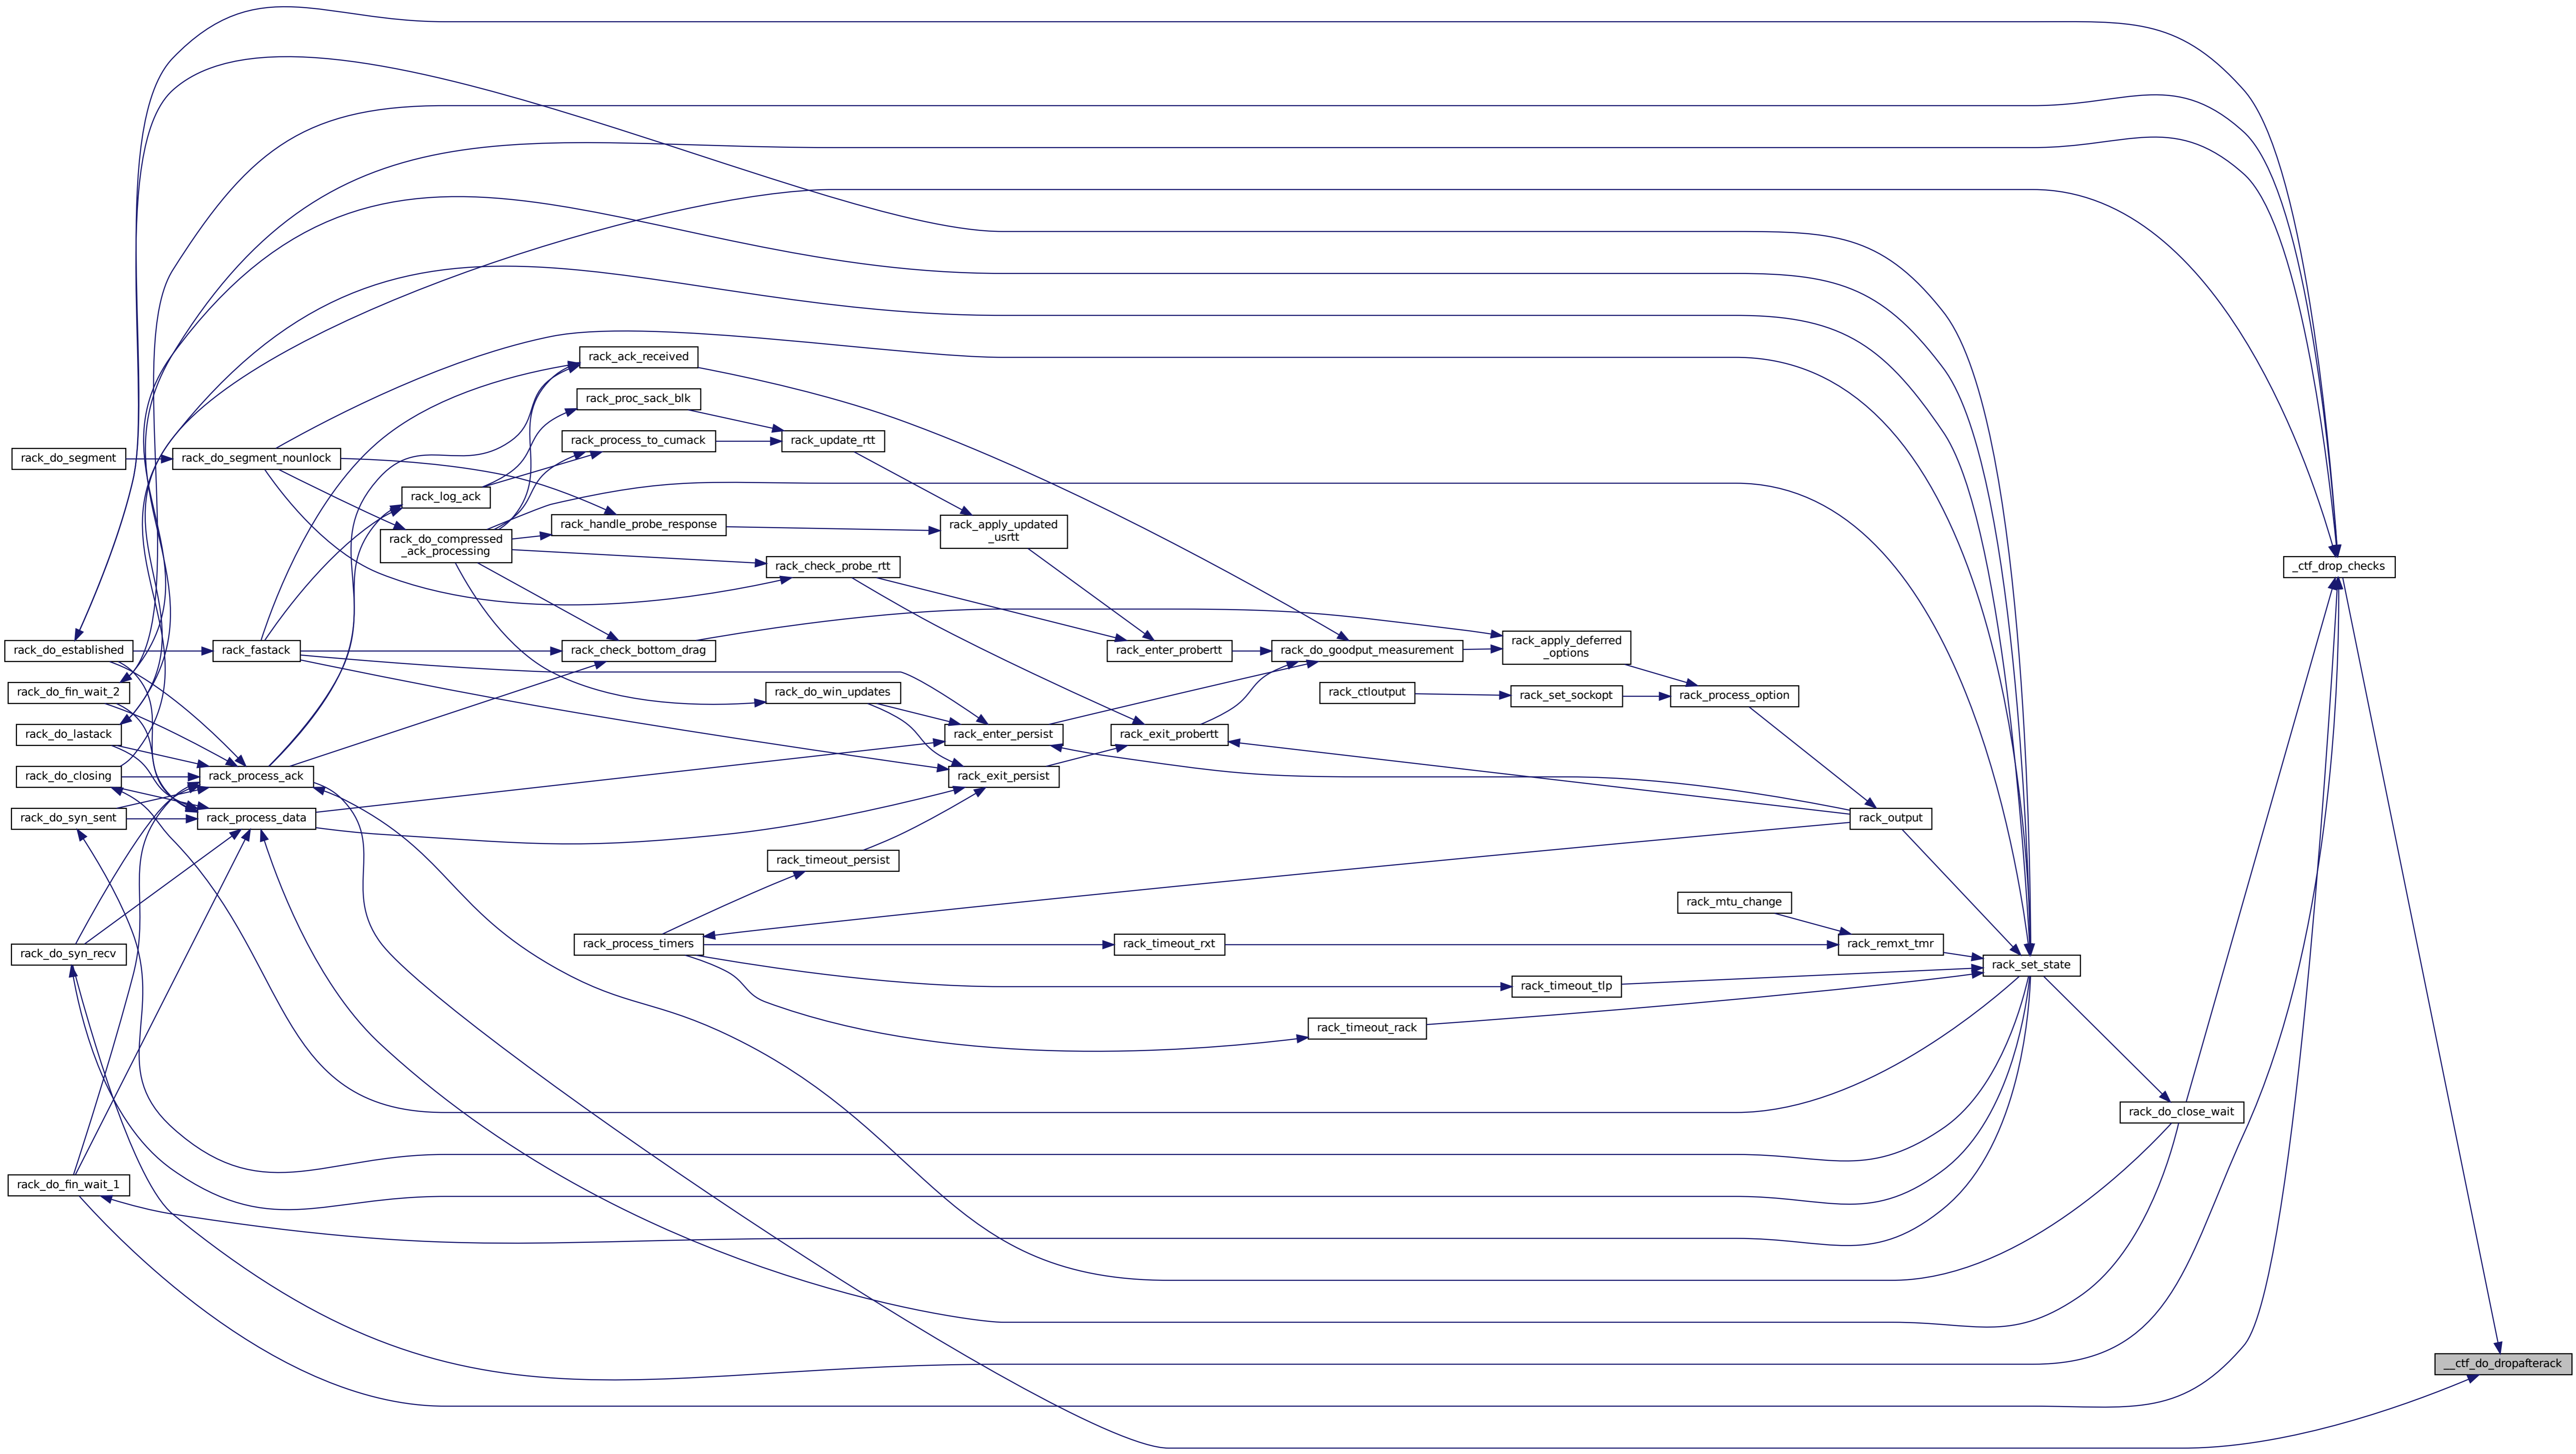 rack_ack_received
rack_proc_sack_blk
rack_process_to_cumack
rack_update_rtt
rack_do_segment
rack_do_segment_nounlock
rack_log_ack
rack_handle_probe_response
rack_apply_updated
_usrtt
rack_do_compressed
_ack_processing
rack_check_probe_rtt
_ctf_drop_checks
rack_do_established
rack_fastack
rack_check_bottom_drag
rack_enter_probertt
rack_do_goodput_measurement
rack_apply_deferred
_options
rack_do_fin_wait_2
rack_do_win_updates
rack_ctloutput
rack_set_sockopt
rack_process_option
rack_do_lastack
rack_enter_persist
rack_exit_probertt
rack_do_closing
rack_process_ack
rack_exit_persist
rack_do_syn_sent
rack_process_data
rack_output
rack_timeout_persist
rack_mtu_change
rack_process_timers
rack_timeout_rxt
rack_remxt_tmr
rack_do_syn_recv
rack_set_state
rack_timeout_tlp
rack_timeout_rack
rack_do_close_wait
rack_do_fin_wait_1
__ctf_do_dropafterack